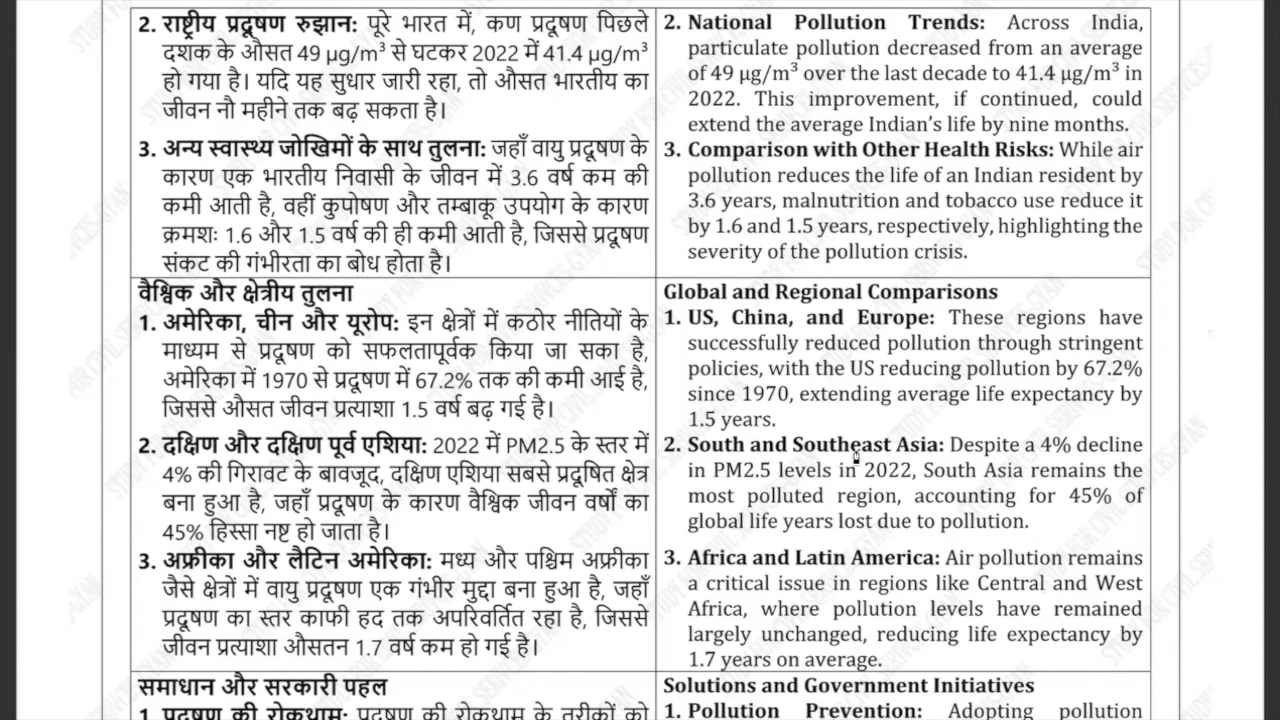 2. राष्ट्रीय प्रदूषण रुझान: पूरे भारत में, कण प्रदूषण पिछले
दशक के औसत 49 µg/m³ से घटकर 2022 में 41.4 µg/m³
हो गया है। यदि यह सुधार जारी रहा, तो औसत भारतीय का
जीवन नौ महीने तक बढ़ सकता है।
3. अन्य स्वास्थ्य जोखिमों के साथ तुलना: जहाँ वायु प्रदूषण के
कारण एक भारतीय निवासी के जीवन में 3.6 वर्ष कम की
कमी आती है, वहीं कुपोषण और तम्बाकू उपयोग के कारण
क्रमशः 1.6 और 1.5 वर्ष की ही कमी आती है, जिससे प्रदूषण
संकट की गंभीरता का बोध होता है।
2. National Pollution Trends: Across India,
particulate pollution decreased from an average
of 49 µg/m³ over the last decade to 41.4 µg/m³ in
2022. This improvement, if continued, could
extend the average Indian's life by nine months.
3. Comparison with Other Health Risks: While air
pollution reduces the life of an Indian resident by
3.6 years, malnutrition and tobacco use reduce it
by 1.6 and 1.5 years, respectively, highlighting the
severity of the pollution crisis.
वैश्विक और क्षेत्रीय तुलना
1. अमेरिका, चीन और यूरोप: इन क्षेत्रों में कठोर नीतियों के
माध्यम से प्रदूषण को सफलतापूर्वक किया जा सका है,
अमेरिका में 1970 से प्रदूषण में 67.2% तक की कमी आई है,
जिससे औसत जीवन प्रत्याशा 1.5 वर्ष बढ़ गई है।
2. दक्षिण और दक्षिण पूर्व एशिया: 2022 में PM2.5 के स्तर में
4% की गिरावट के बावजूद, दक्षिण एशिया सबसे प्रदूषित क्षेत्र
बना हुआ है, जहाँ प्रदूषण के कारण वैश्विक जीवन वर्षों का
45% हिस्सा नष्ट हो जाता है।
3. अफ्रीका और लैटिन अमेरिका: मध्य और पश्चिम अफ्रीका
जैसे क्षेत्रों में वायु प्रदूषण एक गंभीर मुद्दा बना हुआ है, जहाँ
प्रदूषण का स्तर काफी हद तक अपरिवर्तित रहा है, जिससे
जीवन प्रत्याशा औसतन 1.7 वर्ष कम हो गई है।
Global and Regional Comparisons
1. US, China, and Europe: These regions have
successfully reduced pollution through stringent
policies, with the US reducing pollution by 67.2%
since 1970, extending average life expectancy by
1.5 years.
2. South and Southeast Asia: Despite a 4% decline
in PM2.5 levels in 2022, South Asia remains the
most polluted region, accounting for 45% of
global life years lost due to pollution.
3. Africa and Latin America: Air pollution remains
a critical issue in regions like Central and West
Africa, where pollution levels have remained
largely unchanged, reducing life expectancy by
1.7 years on average.
समाधान और सरकारी पहल
1. प्रदूषण की रोकथाम: प्रदूषण की रोकथाम के तरीकों को
Solutions and Government Initiatives
1. Pollution Prevention: Adopting pollution